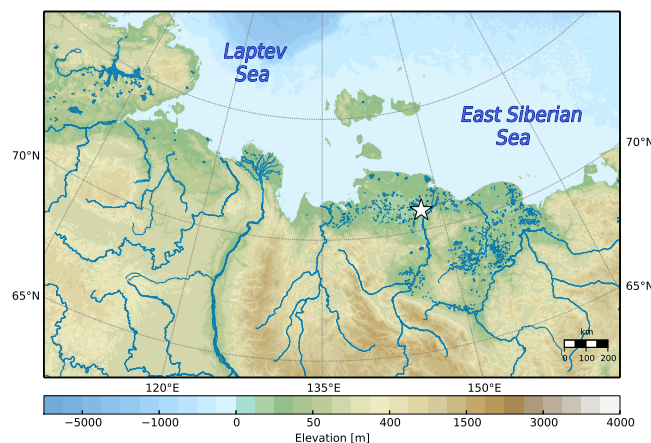 Laptev
Sea
East Siberian
Sea
70°N
70°N
65°N
65°N
km
0 100 200
120°E
135°E
150°E
−5000 −1000 0 50 400 1500 3000 4000
Elevation [m]